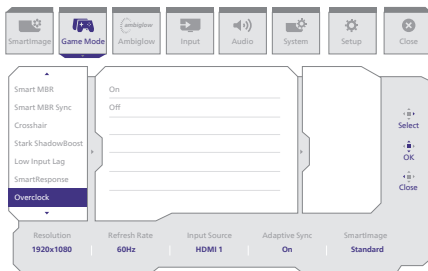 ambiglow
SmartImage Game Mode Ambiglow Input Audio System Setup Close
Smart MBR
On
Smart MBR Sync
Off
Crosshair
Stark ShadowBoost
Low Input Lag
SmartResponse
Overclock
Select
OK
Close
Resolution Refresh Rate Input Source Adaptive Sync SmartImage
1920x1080 60Hz HDMI 1 On Standard